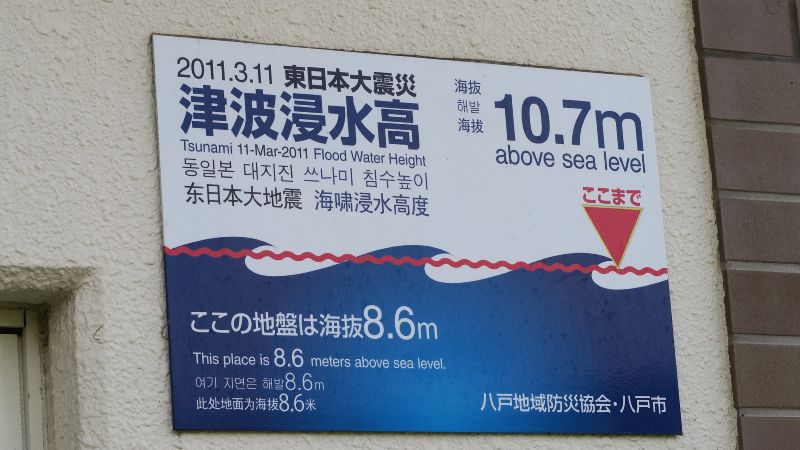 2011.3.11 東日本大震災
津波浸水高
Tsunami 11-Mar-2011 Flood Water Height
동일본 대지진 쓰나미 침수높이
东日本大地震 海啸浸水高度
海抜
해발
海拔
10.7m
above sea level
ここまで
ここの地盤は海抜8.6m
This place is 8.6 meters above sea level.
여기 지면은 해발8.6m
此处地面为海拔8.6米
八戸地域防災協会・八戸市